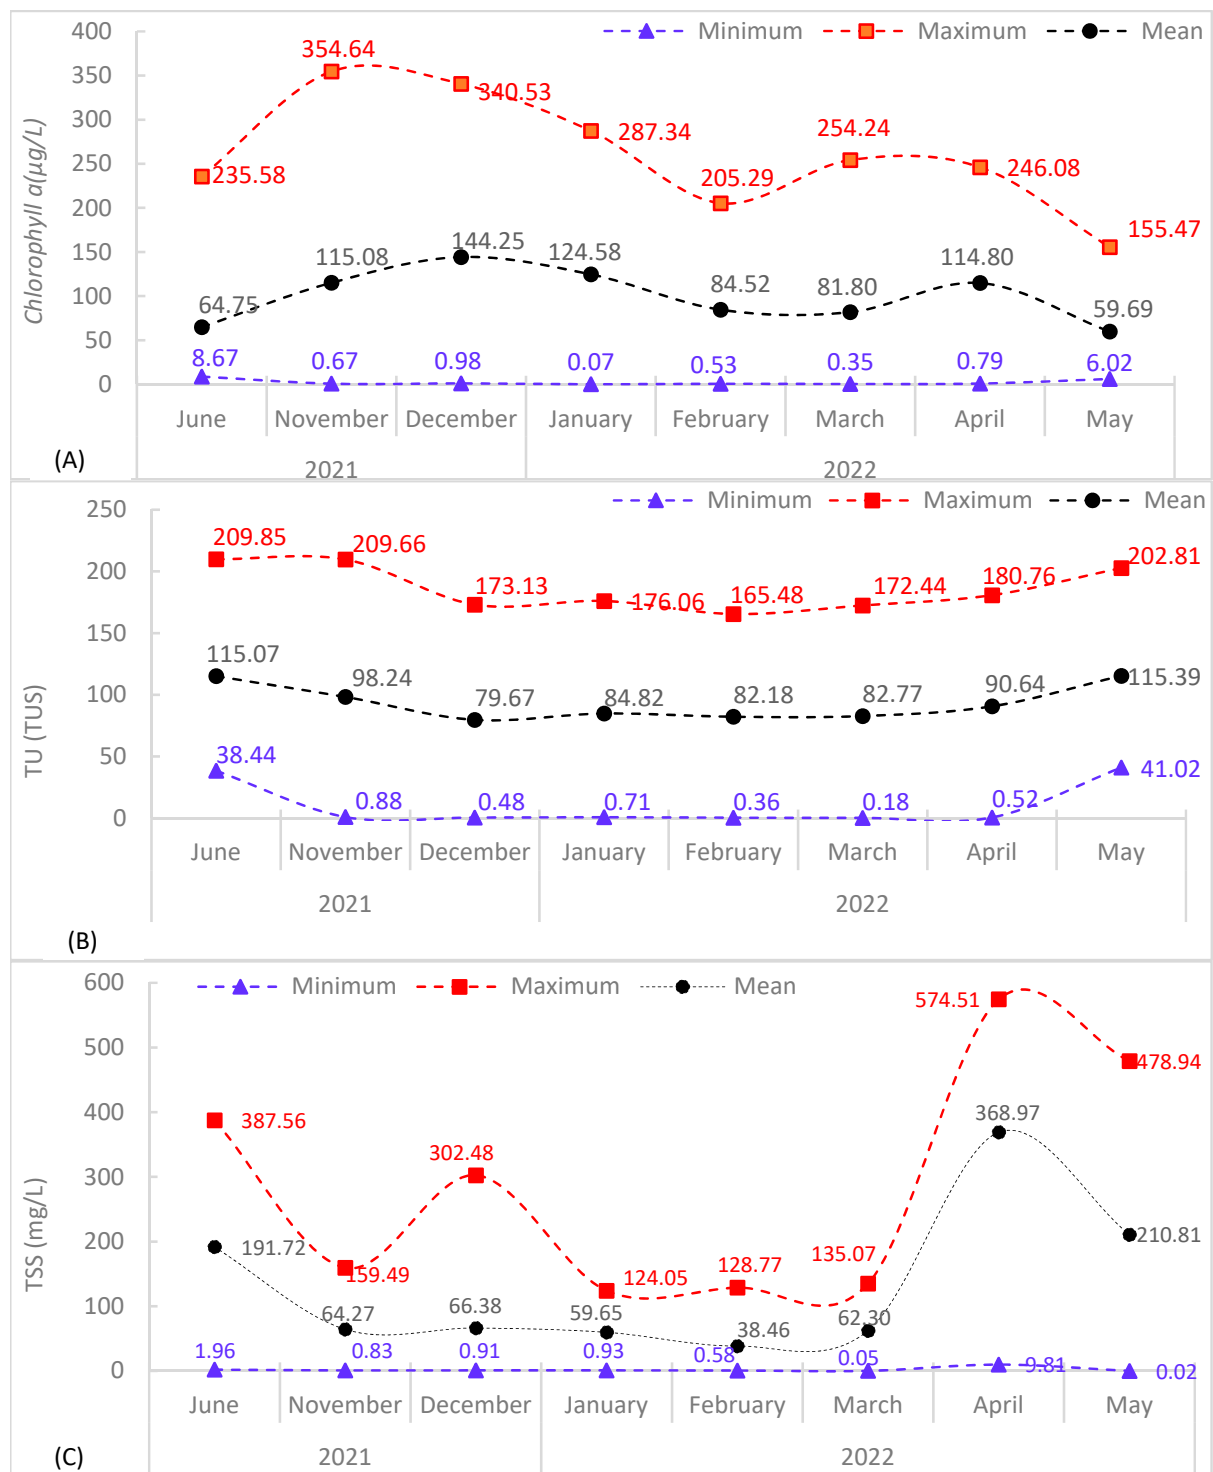 Minimum Maximum Mean
400
350
300
250
200
150
100
50
0
Chlorophyll a(µg/L)
354.64
340.53
287.34
254.24
246.08
235.58
205.29
155.47
144.25
124.58
115.08
114.80
84.52
81.80
64.75
59.69
8.67 0.67 0.98 0.07 0.53 0.35 0.79 6.02
June November December January February March April May
2021 2022
(A)
Minimum Maximum Mean
250
200
150
100
50
0
TU (TUS)
209.85 209.66 173.13 176.06 165.48 172.44 180.76 202.81
115.07 98.24 79.67 84.82 82.18 82.77 90.64 115.39
38.44 0.88 0.48 0.71 0.36 0.18 0.52 41.02
June November December January February March April May
2021 2022
(B)
Minimum Maximum Mean
600
500
400
300
200
100
0
TSS (mg/L)
387.56 159.49 302.48 124.05 128.77 135.07 574.51 478.94
191.72 64.27 66.38 59.65 38.46 62.30 368.97 210.81
1.96 0.83 0.91 0.93 0.58 0.05 9.81 0.02
June November December January February March April May
2021 2022
(C)